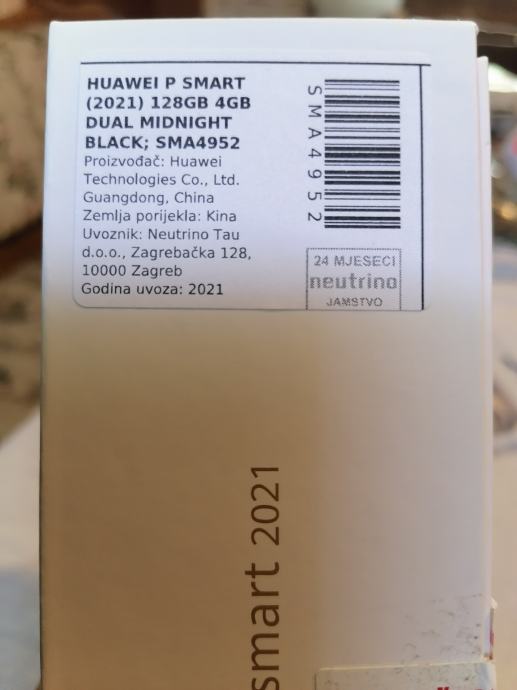 HUAWEI P SMART
(2021) 128GB 4GB
DUAL MIDNIGHT
BLACK; SMA4952
Proizvođač: Huawei
Technologies Co., Ltd.
Guangdong, China
Zemlja porijekla: Kina
Uvoznik: Neutrino Tau
d.o.o., Zagrebačka 128,
10000 Zagreb
Godina uvoza: 2021
SMA4952
24 MJESECI
neutrino
JAMSTVO
smart 2021